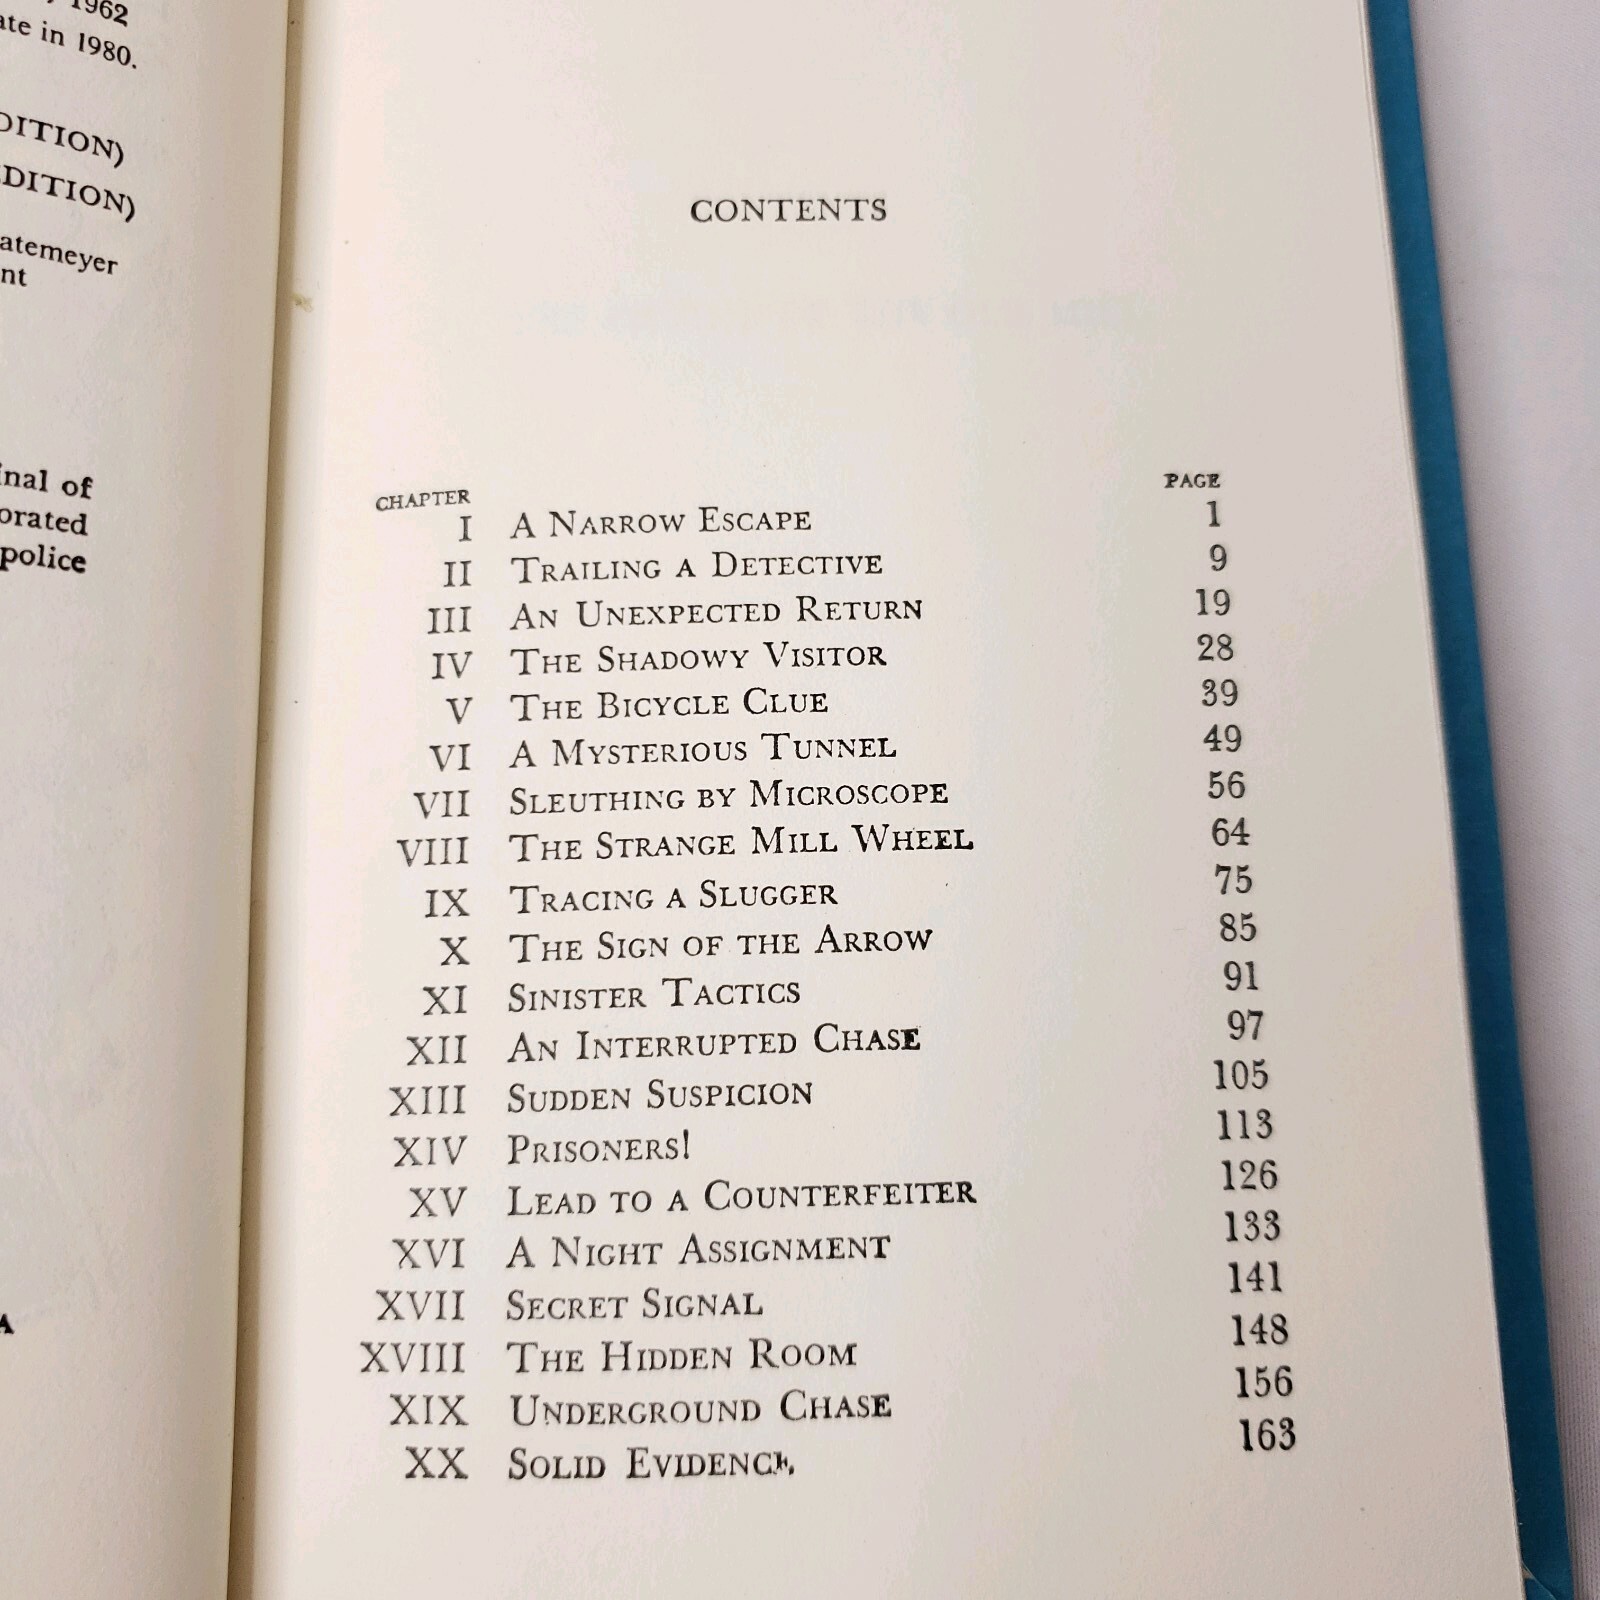 1962
ate in 1980.
DITION)
EDITION)
atemeyer
nt
inal of
orated
police
A
CONTENTS
CHAPTER PAGE
I A NARROW ESCAPE 1
II TRAILING A DETECTIVE 9
III AN UNEXPECTED RETURN 19
IV THE SHADOWY VISITOR 28
V THE BICYCLE CLUE 39
VI A MYSTERIOUS TUNNEL 49
VII SLEUTHING BY MICROSCOPE 56
VIII THE STRANGE MILL WHEEL 64
IX TRACING A SLUGGER 75
X THE SIGN OF THE ARROW 85
XI SINISTER TACTICS 91
XII AN INTERRUPTED CHASE 97
XIII SUDDEN SUSPICION 105
XIV PRISONERS! 113
XV LEAD TO A COUNTERFEITER 126
XVI A NIGHT ASSIGNMENT 133
XVII SECRET SIGNAL 141
XVIII THE HIDDEN ROOM 148
XIX UNDERGROUND CHASE 156
XX SOLID EVIDENCE 163